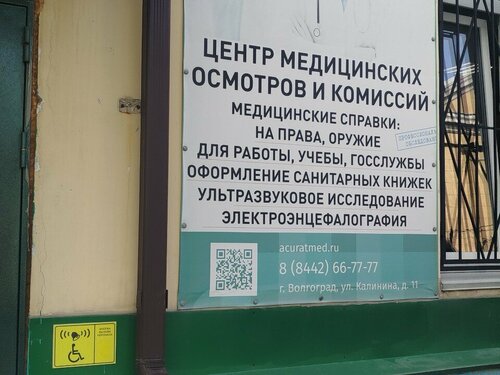 ЦЕНТР МЕДИЦИНСКИХ
ОСМОТРОВ И КОМИССИЙ
МЕДИЦИНСКИЕ СПРАВКИ:
НА ПРАВА, ОРУЖИЕ
ДЛЯ РАБОТЫ, УЧЕБЫ, ГОССЛУЖБЫ
ОФОРМЛЕНИЕ САНИТАРНЫХ КНИЖЕК
УЛЬТРАЗВУКОВОЕ ИССЛЕДОВАНИЕ
ЭЛЕКТРОЭНЦЕФАЛОГРАФИЯ
acuratmed.ru
8 (8442) 66-77-77
г. Волгоград, ул. Калинина, д. 11